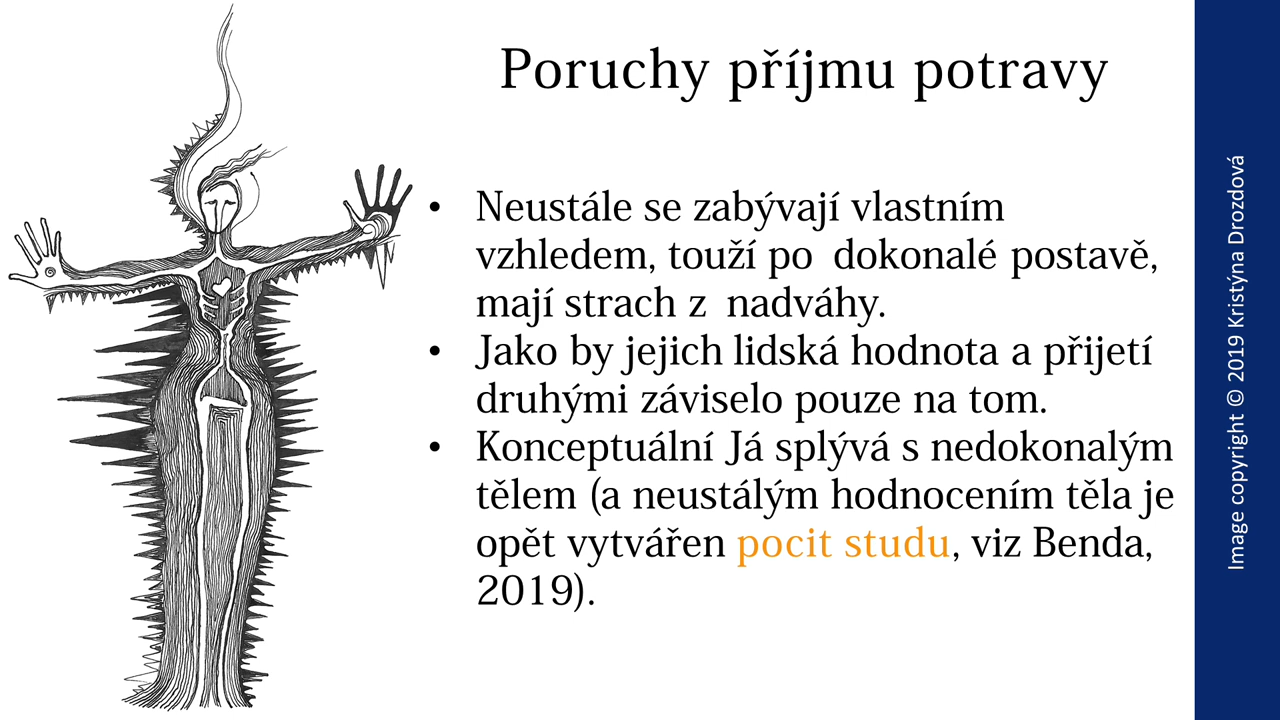 Poruchy příjmu potravy
• Neustále se zabývají vlastním
vzhledem, touží po dokonalé postavě,
mají strach z nadváhy.
• Jako by jejich lidská hodnota a přijetí
druhými záviselo pouze na tom.
• Konceptuální Já splývá s nedokonalým
tělem (a neustálým hodnocením těla je
opět vytvářen pocit studu, viz Benda,
2019).
Image copyright © 2019 Kristýna Drozdová